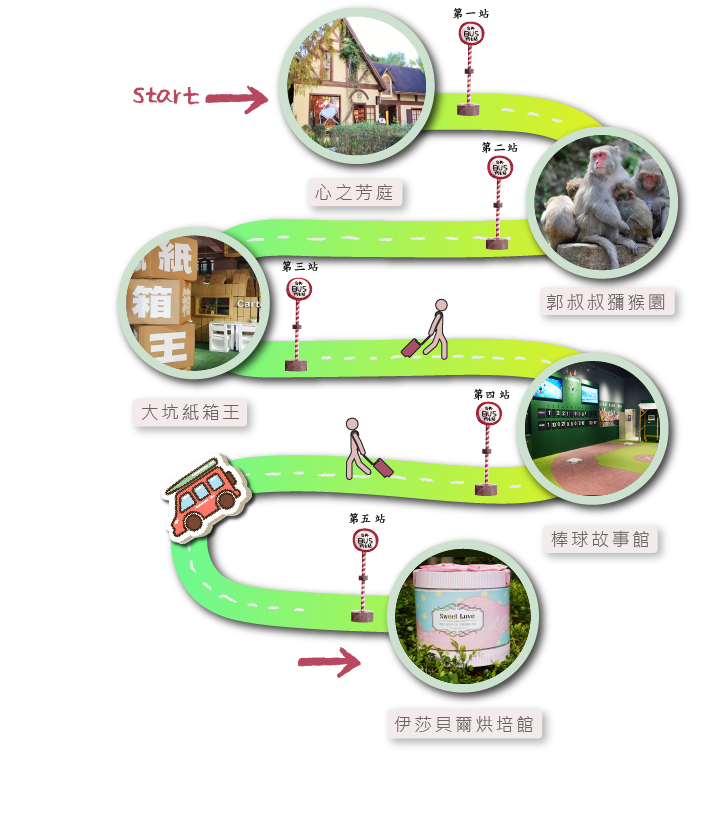 第一站
BUS
Start
心之芳庭
第二站
BUS
郭叔叔獼猴園
第三站
BUS
紙
箱
王
Carto
大坑紙箱王
第四站
BUS
棒球故事館
第五站
BUS
Sweet Love
伊莎貝爾烘培館